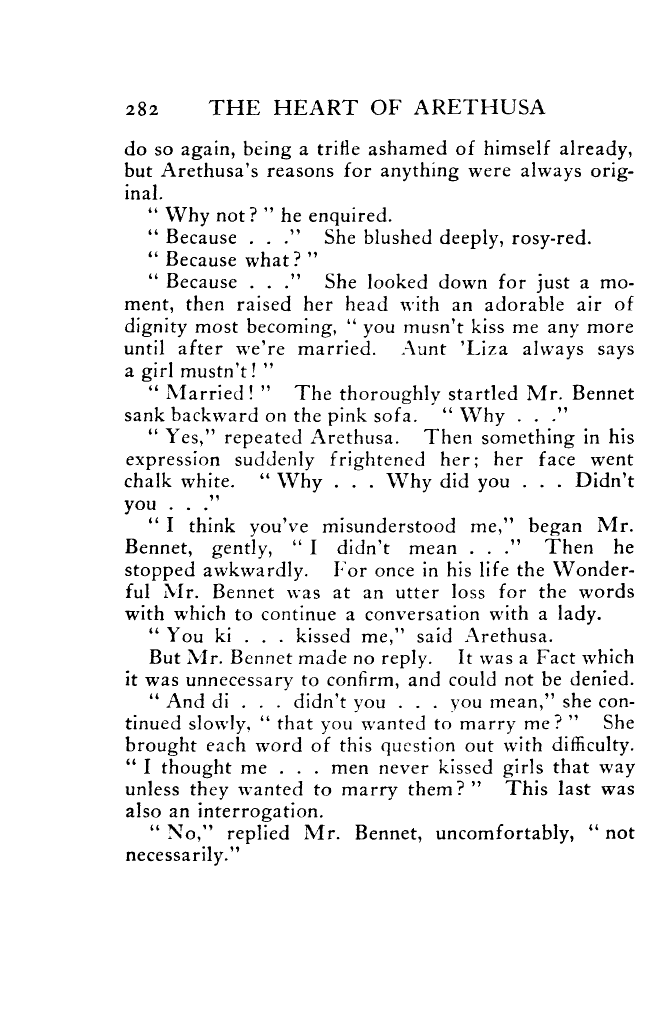 282 THE HEART OF ARETHUSA
do so again, being a trifle ashamed of himself already,
but Arethusa's reasons for anything were always orig-
inal.
“ Why not? ” he enquired.
“ Because . . .” She blushed deeply, rosy-red.
“ Because what? ”
“ Because . . .” She looked down for just a mo-
ment, then raised her head with an adorable air of
dignity most becoming, “ you musn't kiss me any more
until after we're married. Aunt 'Liza always says
a girl mustn't! ”
“ Married! ” The thoroughly startled Mr. Bennet
sank backward on the pink sofa. “ Why . . .”
“ Yes,” repeated Arethusa. Then something in his
expression suddenly frightened her; her face went
chalk white. “ Why . . . Why did you . . . Didn't
you . . .”
“ I think you've misunderstood me,” began Mr.
Bennet, gently, “ I didn't mean . . .” Then he
stopped awkwardly. For once in his life the Wonder-
ful Mr. Bennet was at an utter loss for the words
with which to continue a conversation with a lady.
“ You ki . . . kissed me,” said Arethusa.
But Mr. Bennet made no reply. It was a Fact which
it was unnecessary to confirm, and could not be denied.
“ And di . . . didn't you . . . you mean,” she con-
tinued slowly, “ that you wanted to marry me? ” She
brought each word of this question out with difficulty.
“ I thought me . . . men never kissed girls that way
unless they wanted to marry them? ” This last was
also an interrogation.
“ No,” replied Mr. Bennet, uncomfortably, “ not
necessarily.”